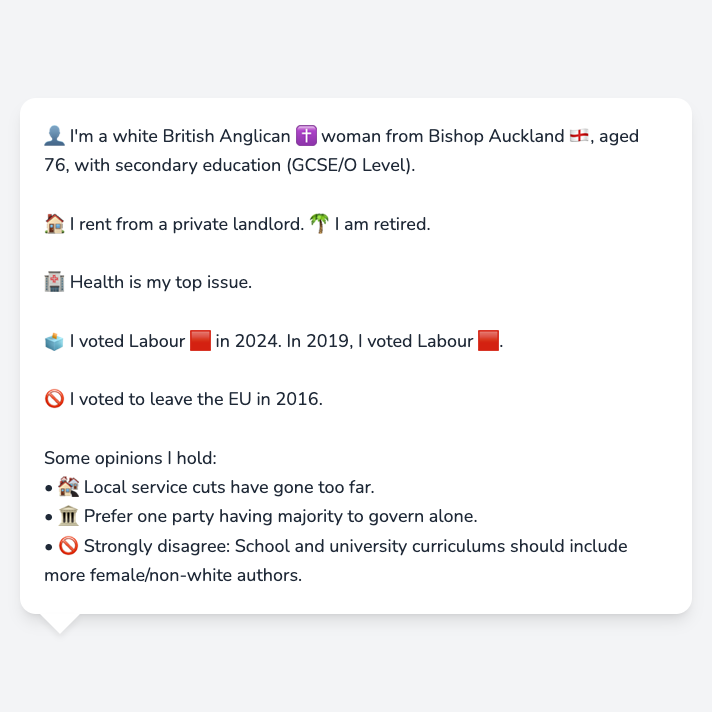 👤 I'm a white British Anglican ✝️ woman from Bishop Auckland 🏴󠁧󠁢󠁥󠁮󠁧󠁿, aged
76, with secondary education (GCSE/O Level).
🏠 I rent from a private landlord. 🌴 I am retired.
🏥 Health is my top issue.
🗳️ I voted Labour 🟥 in 2024. In 2019, I voted Labour 🟥.
🚫 I voted to leave the EU in 2016.
Some opinions I hold:
• 🏚️ Local service cuts have gone too far.
• 🏛️ Prefer one party having majority to govern alone.
• 🚫 Strongly disagree: School and university curriculums should include
more female/non-white authors.